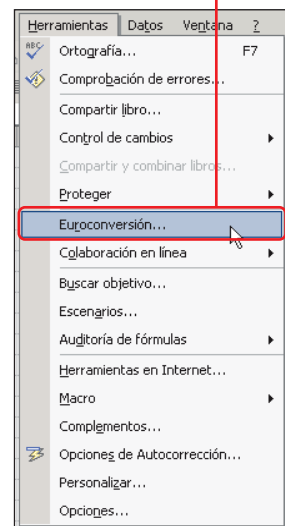 Herramientas Datos Ventana ?
ABC Ortografía... F7
Comprobación de errores...
Compartir libro...
Control de cambios
Compartir y combinar libros...
Proteger
Euroconversión...
Colaboración en línea
Buscar objetivo...
Escenarios...
Auditoría de fórmulas
Herramientas en Internet...
Macro
Complementos...
Opciones de Autocorrección...
Personalizar...
Opciones...